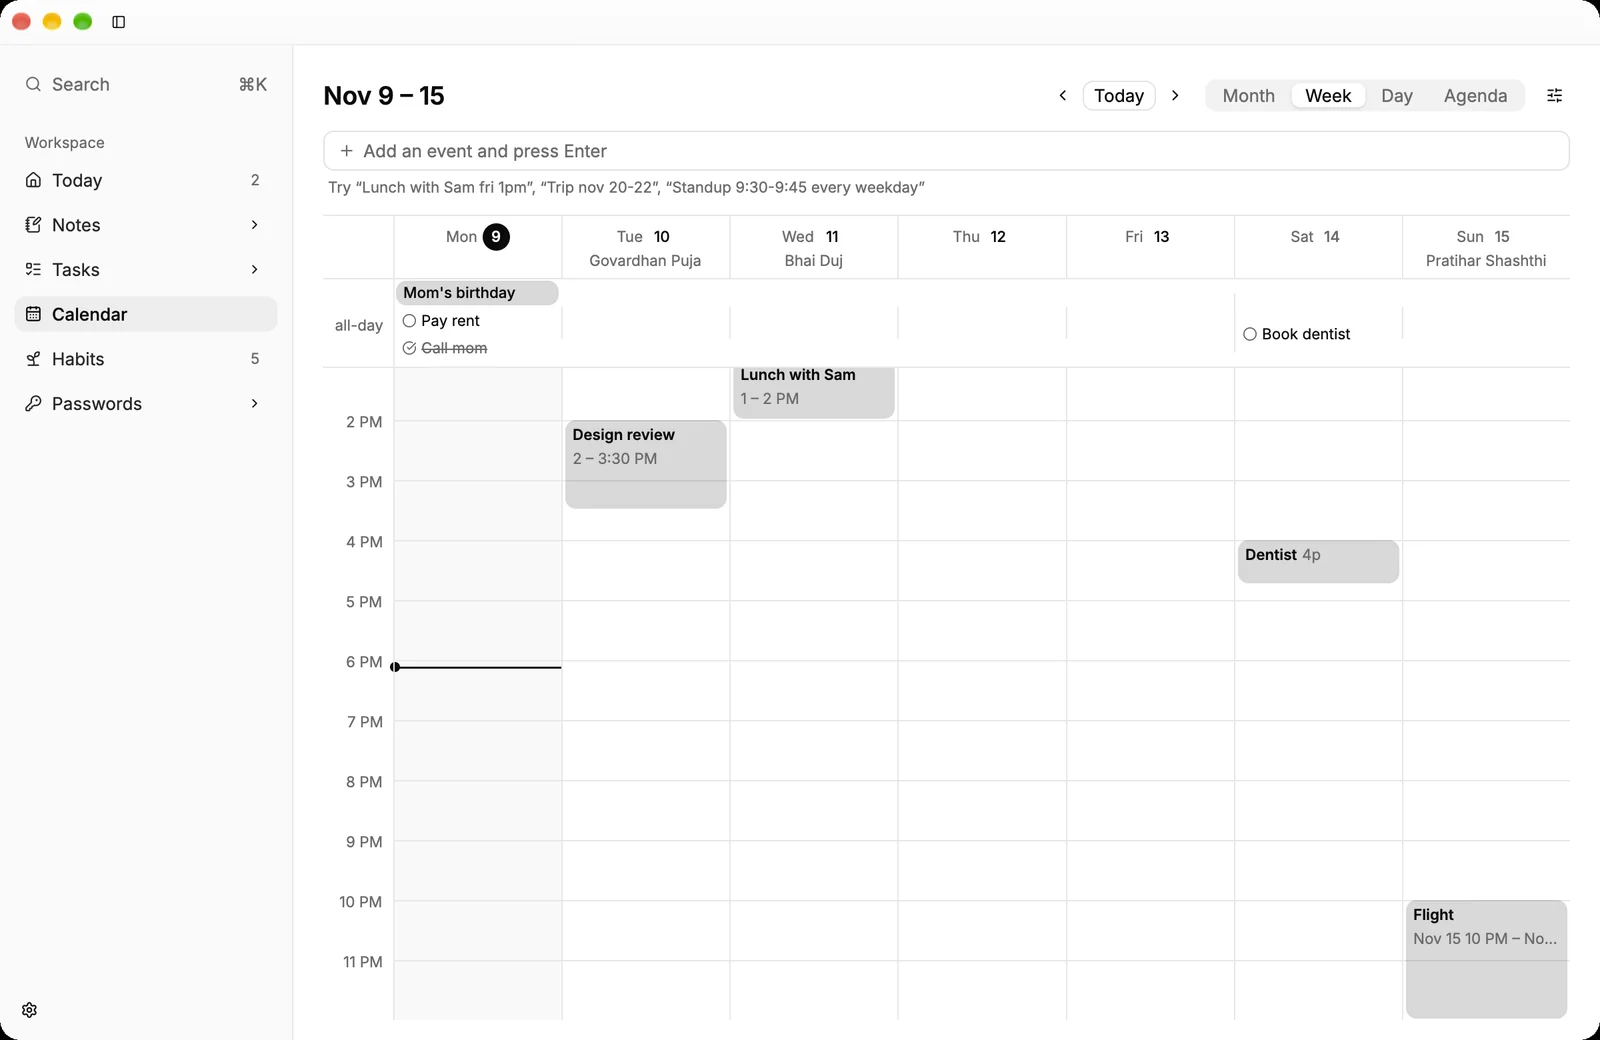 Search ⌘K
Workspace
Today 2
Notes
Tasks
Calendar
Habits 5
Passwords
Nov 9 – 15
Today
Month Week Day Agenda
+ Add an event and press Enter
Try “Lunch with Sam fri 1pm”, “Trip nov 20-22”, “Standup 9:30-9:45 every weekday”
Mon 9
Tue 10
Govardhan Puja
Wed 11
Bhai Duj
Thu 12
Fri 13
Sat 14
Sun 15
Pratihar Shashthi
all-day
Mom's birthday
Pay rent
Call mom
Book dentist
Lunch with Sam
1 – 2 PM
2 PM
Design review
2 – 3:30 PM
3 PM
4 PM
Dentist 4p
5 PM
6 PM
7 PM
8 PM
9 PM
10 PM
Flight
Nov 15 10 PM – No...
11 PM